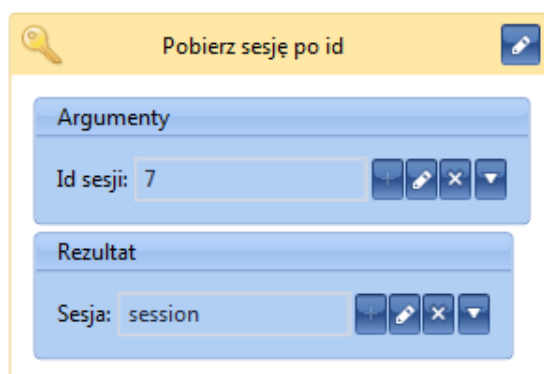 Pobierz sesję po id
Argumenty
Id sesji: 7
Rezultat
Sesja: session